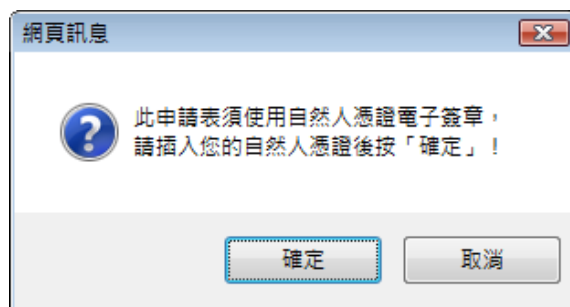 網頁訊息
此申請表須使用自然人憑證電子簽章，
請插入您的自然人憑證後按「確定」！
確定
取消